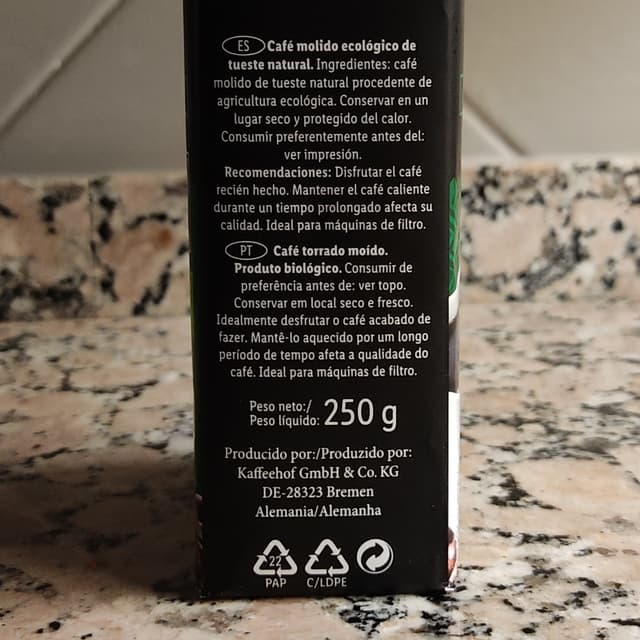 ES Café molido ecológico de
tueste natural. Ingredientes: café
molido de tueste natural procedente de
agricultura ecológica. Conservar en un
lugar seco y protegido del calor.
Consumir preferentemente antes del:
ver impresión.
Recomendaciones: Disfrutar el café
recién hecho. Mantener el café caliente
durante un tiempo prolongado afecta su
calidad. Ideal para máquinas de filtro.
PT Café torrado moído.
Produto biológico. Consumir de
preferência antes de: ver topo.
Conservar em local seco e fresco.
Idealmente desfrutar o café acabado de
fazer. Mantê-lo aquecido por um longo
período de tempo afeta a qualidade do
café. Ideal para máquinas de filtro.
Peso neto:/
Peso líquido: 250 g
Producido por:/Produzido por:
Kaffeehof GmbH & Co. KG
DE-28323 Bremen
Alemania/Alemanha
22
PAP C/LDPE